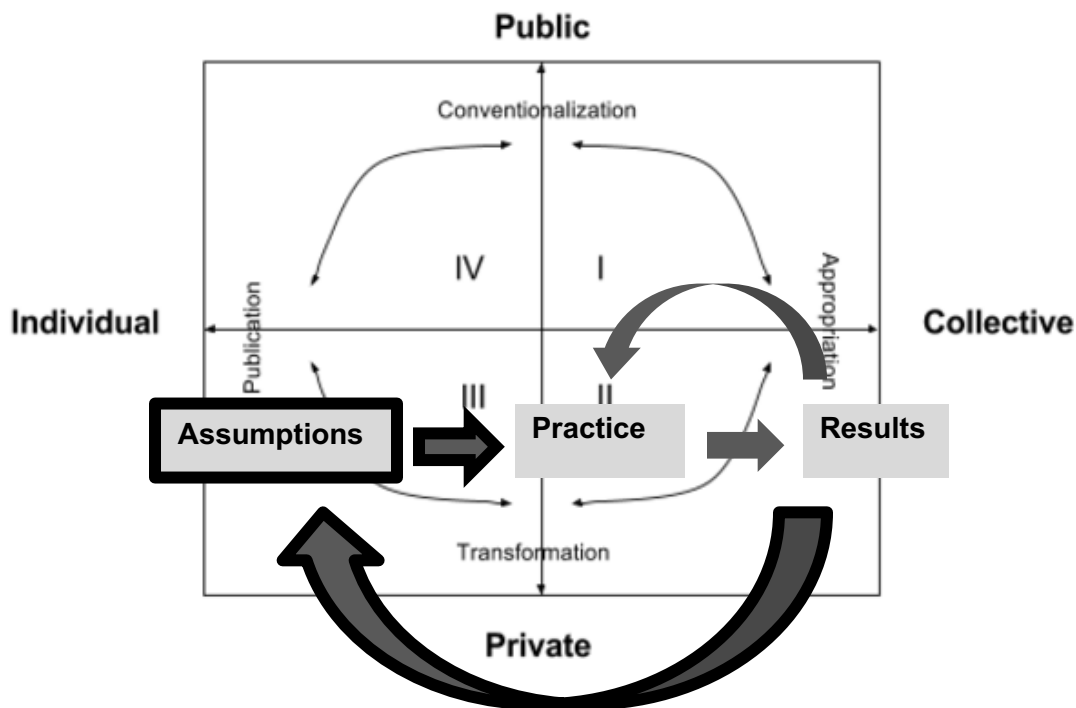 Public
Conventionalization
IV
I
Individual
Publication
Appropriation
Collective
III
II
Assumptions
Practice
Results
Transformation
Private